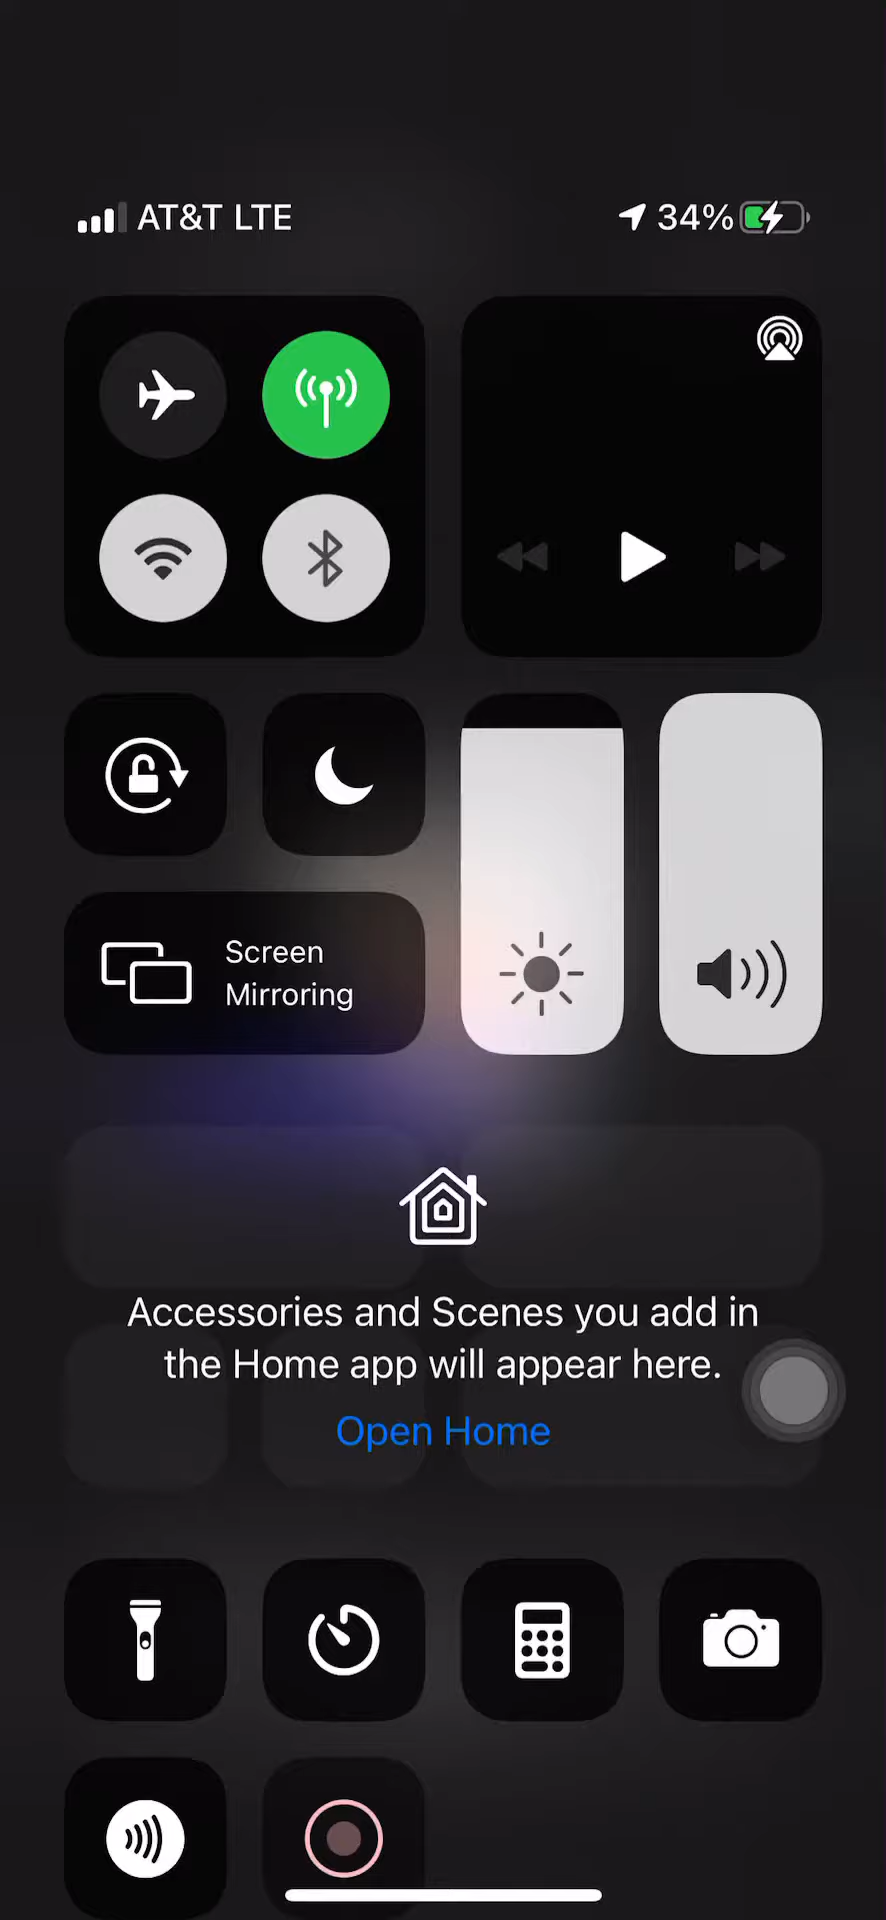 AT&T LTE
34%
Screen
Mirroring
Accessories and Scenes you add in
the Home app will appear here.
Open Home